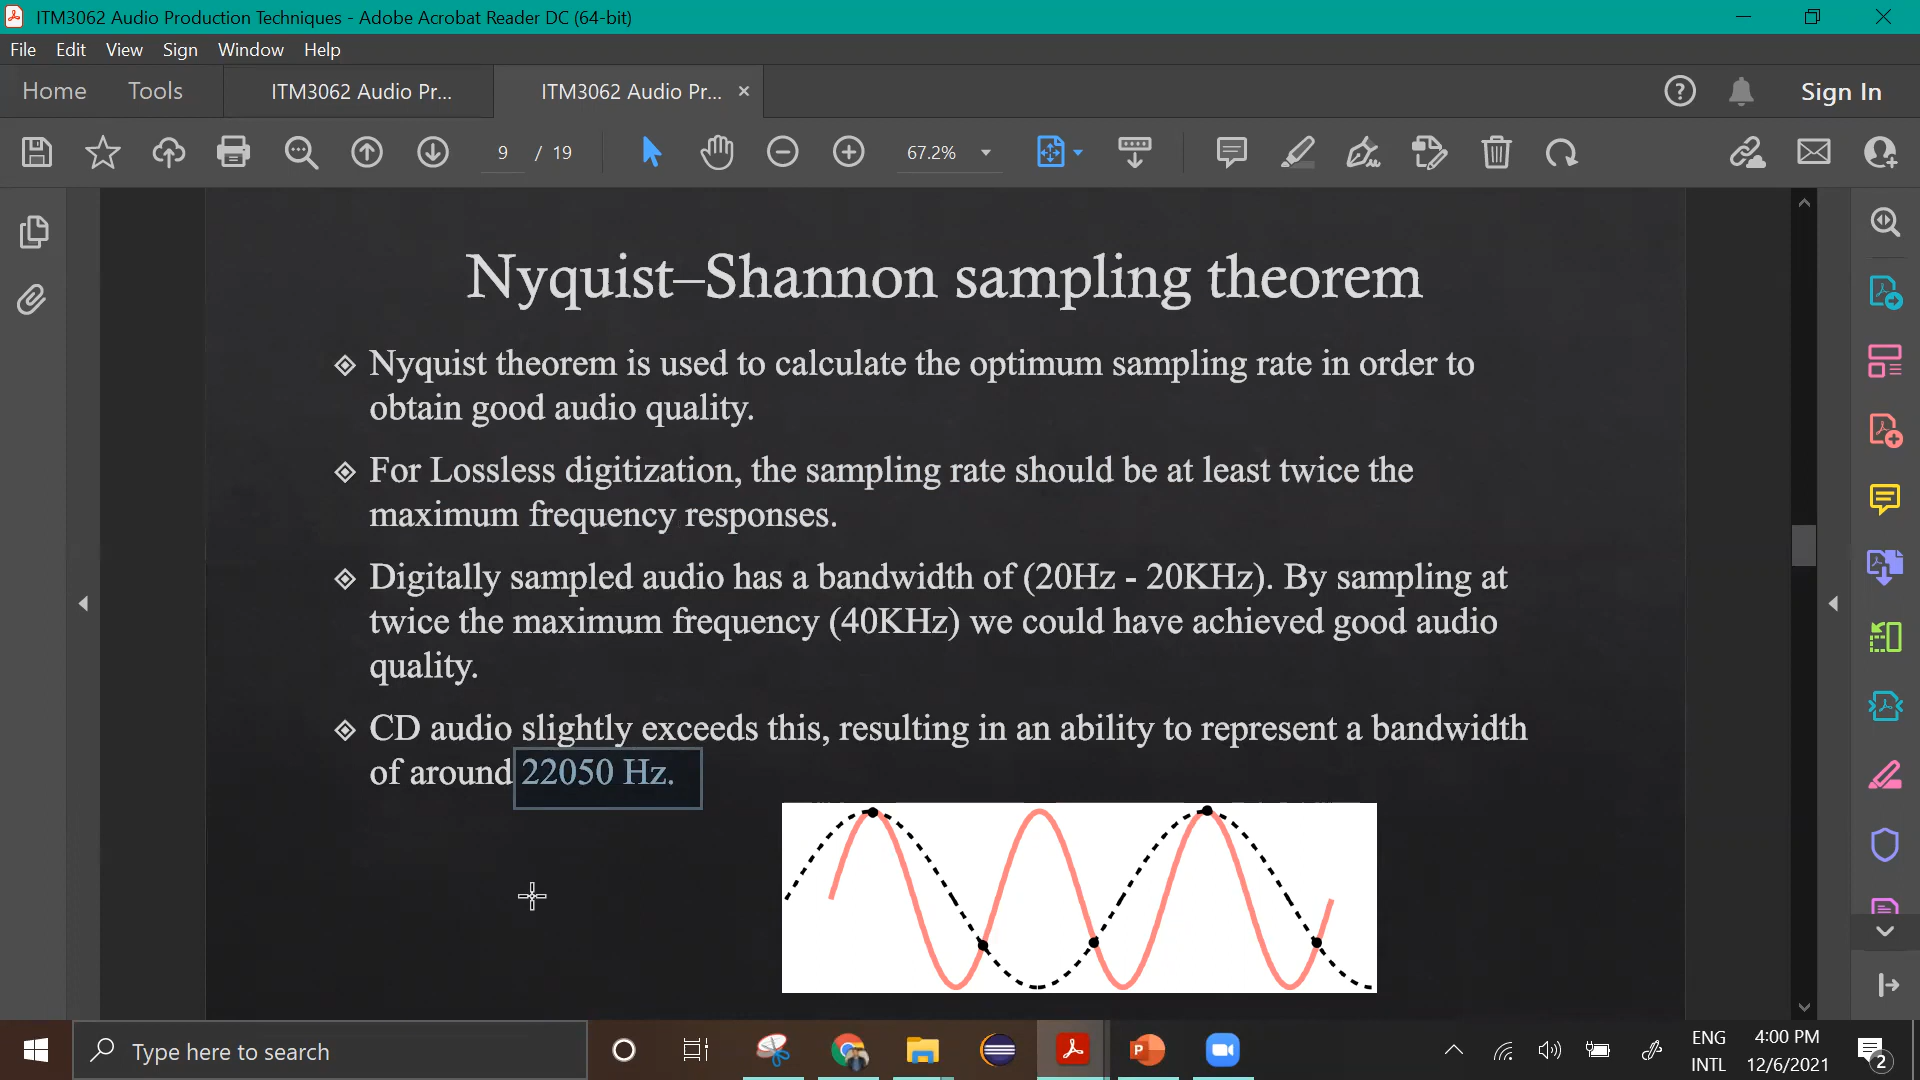 ITM3062 Audio Production Techniques - Adobe Acrobat Reader DC (64-bit)
File Edit View Sign Window Help
Home Tools ITM3062 Audio Pr... ITM3062 Audio Pr... × Sign In
9 / 19 67.2%
Nyquist–Shannon sampling theorem
Nyquist theorem is used to calculate the optimum sampling rate in order to
obtain good audio quality.
For Lossless digitization, the sampling rate should be at least twice the
maximum frequency responses.
Digitally sampled audio has a bandwidth of (20Hz - 20KHz). By sampling at
twice the maximum frequency (40KHz) we could have achieved good audio
quality.
CD audio slightly exceeds this, resulting in an ability to represent a bandwidth
of around 22050 Hz.
Type here to search
ENG 4:00 PM
INTL 12/6/2021 2